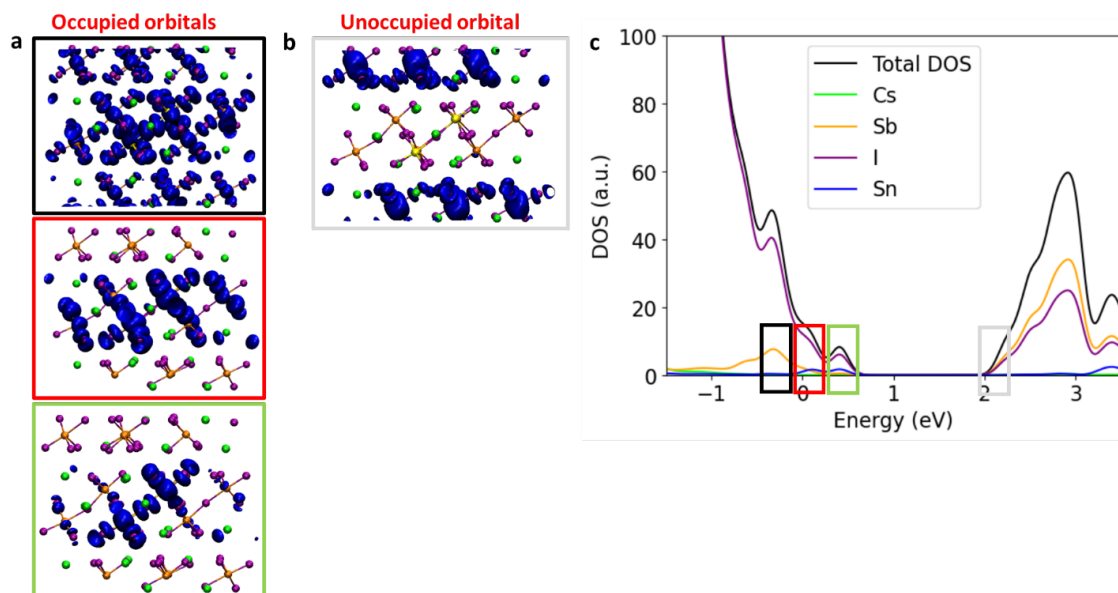 Occupied orbitals
Unoccupied orbital
a
b
c
100
80
60
40
20
0
DOS (a.u.)
Total DOS
Cs
Sb
I
Sn
−1
0
1
2
3
Energy (eV)